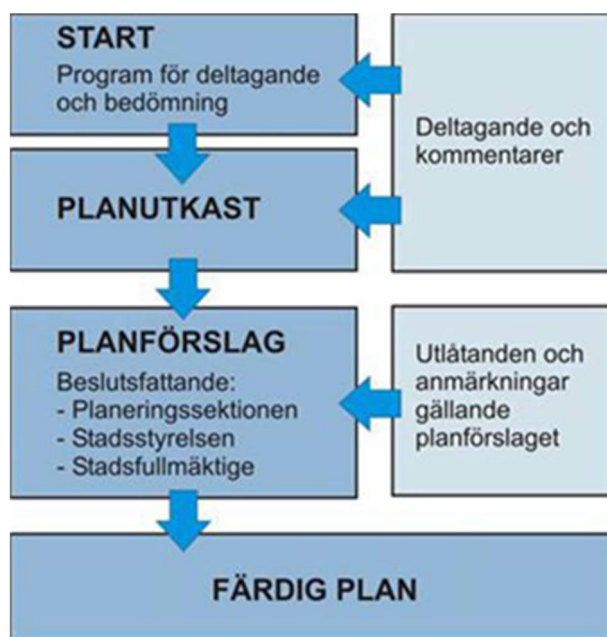 START
Program för deltagande
och bedömning
Deltagande och
kommentarer
PLANUTKAST
PLANFÖRSLAG
Beslutsfattande:
- Planeringssektionen
- Stadsstyrelsen
- Stadsfullmäktige
Utlåtanden och
anmärkningar
gällande
planförslaget
FÄRDIG PLAN